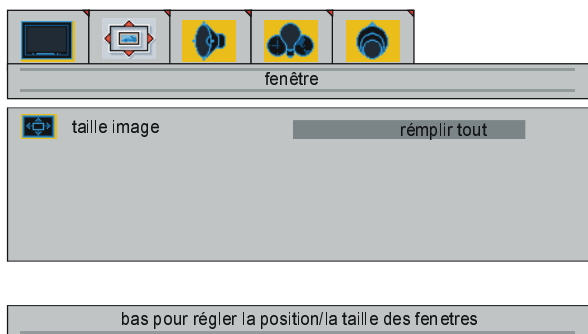 fenêtre
taille image
rémplir tout
bas pour régler la position/la taille des fenetres